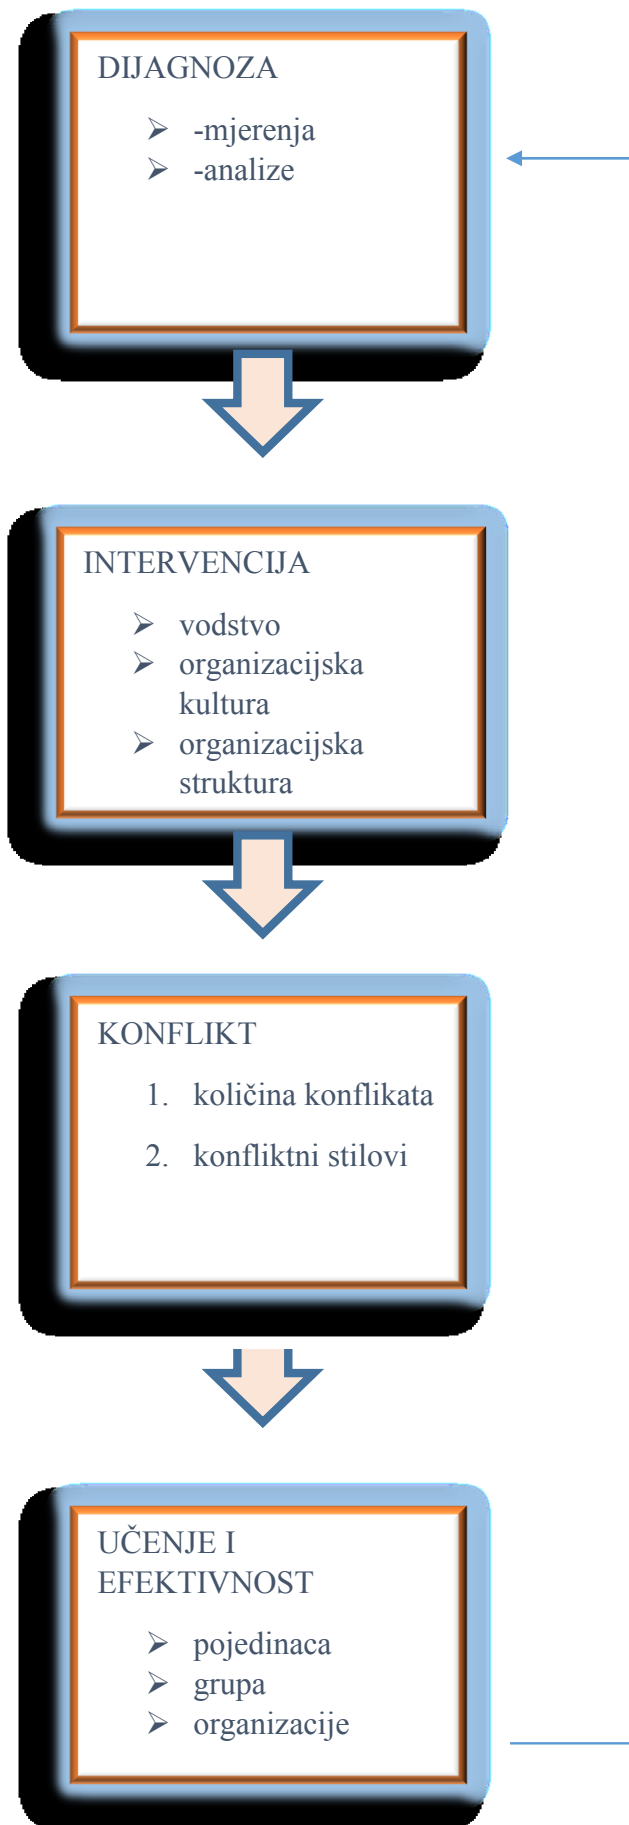 DIJAGNOZA
➢ -mjerenja
➢ -analize
INTERVENCIJA
➢ vodstvo
➢ organizacijska
kultura
➢ organizacijska
struktura
KONFLIKT
1. količina konflikata
2. konfliktni stilovi
UČENJE I
EFEKTIVNOST
➢ pojedinaca
➢ grupa
➢ organizacije